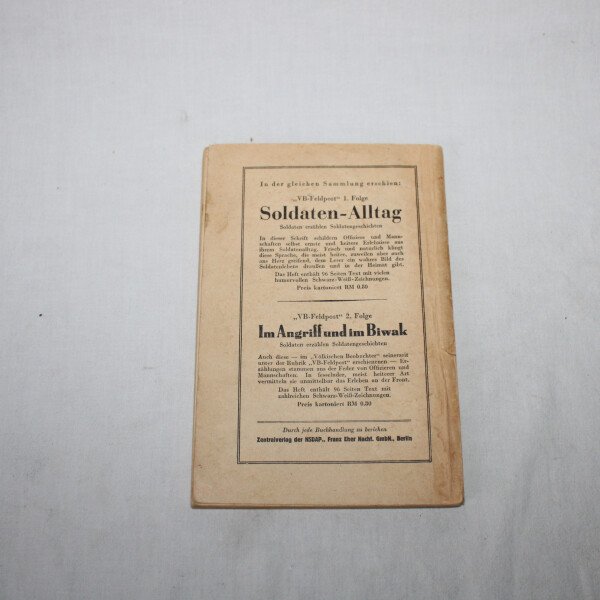 In der gleichen Sammlung erschien:
„VB-Feldpost" 1. Folge
Soldaten-Alltag
Soldaten erzählen Soldatengeschichten
In dieser Schrift schildern Offiziere und Mann-
schaften selbst ernste und heitere Erlebnisse aus
ihrem Soldatenalltag. Frisch und natürlich klingt
diese Sprache, die meist heiter, zuweilen aber auch
ans Herz greifend, dem Leser ein wahres Bild des
Soldatenlebens draußen und in der Heimat gibt.
Das Heft enthält 96 Seiten Text mit vielen
humorvollen Schwarz-Weiß-Zeichnungen.
Preis kartoniert RM 0.80
„VB-Feldpost" 2. Folge
Im Angriff und im Biwak
Soldaten erzählen Soldatengeschichten
Auch diese — im „Völkischen Beobachter" seinerzeit
unter der Rubrik „VB-Feldpost" erschienenen — Er-
zählungen stammen aus der Feder von Offizieren und
Mannschaften. In fesselnder, meist heiterer Art
vermitteln sie unmittelbar das Erleben an der Front.
Das Heft enthält 96 Seiten Text mit
zahlreichen Schwarz-Weiß-Zeichnungen.
Preis kartoniert RM 0.80
Durch jede Buchhandlung zu beziehen
Zentralverlag der NSDAP., Franz Eher Nachf. GmbH., Berlin